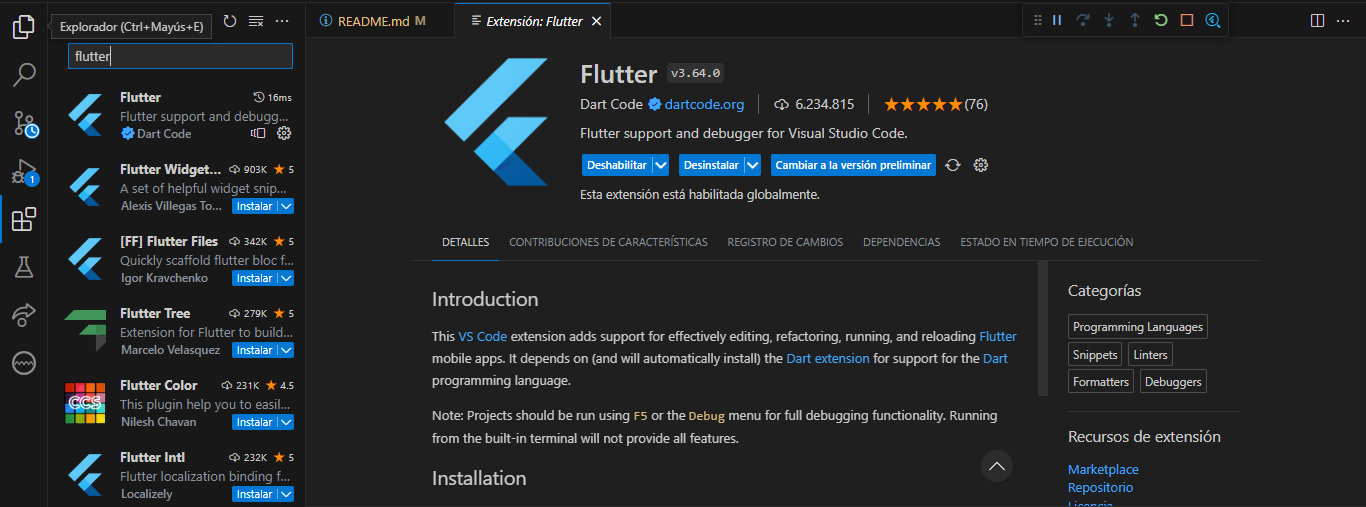 Explorador (Ctrl+Mayús+E)
flutter
Flutter 16ms
Flutter support and debugg...
Dart Code
Flutter Widget... 903K ★ 5
A set of helpful widget snip...
Alexis Villegas To... Instalar
[FF] Flutter Files 342K ★ 5
Quickly scaffold flutter bloc f...
Igor Kravchenko Instalar
Flutter Tree 279K ★ 5
Extension for Flutter to build...
Marcelo Velasquez Instalar
CCS
Flutter Color 231K ★ 4.5
This plugin help you to easil...
Nilesh Chavan Instalar
Flutter Intl 232K ★ 5
Flutter localization binding f...
Localizely Instalar
1
README.md M
Extensión: Flutter
Flutter v3.64.0
Dart Code dartcode.org 6.234.815 ★★★★★(76)
Flutter support and debugger for Visual Studio Code.
Deshabilitar Desinstalar Cambiar a la versión preliminar
Esta extensión está habilitada globalmente.
DETALLES CONTRIBUCIONES DE CARACTERÍSTICAS REGISTRO DE CAMBIOS DEPENDENCIAS ESTADO EN TIEMPO DE EJECUCIÓN
Introduction
This VS Code extension adds support for effectively editing, refactoring, running, and reloading Flutter
mobile apps. It depends on (and will automatically install) the Dart extension for support for the Dart
programming language.
Note: Projects should be run using F5 or the Debug menu for full debugging functionality. Running
from the built-in terminal will not provide all features.
Installation
Categorías
Programming Languages
Snippets Linters
Formatters Debuggers
Recursos de extensión
Marketplace
Repositorio
Licencia